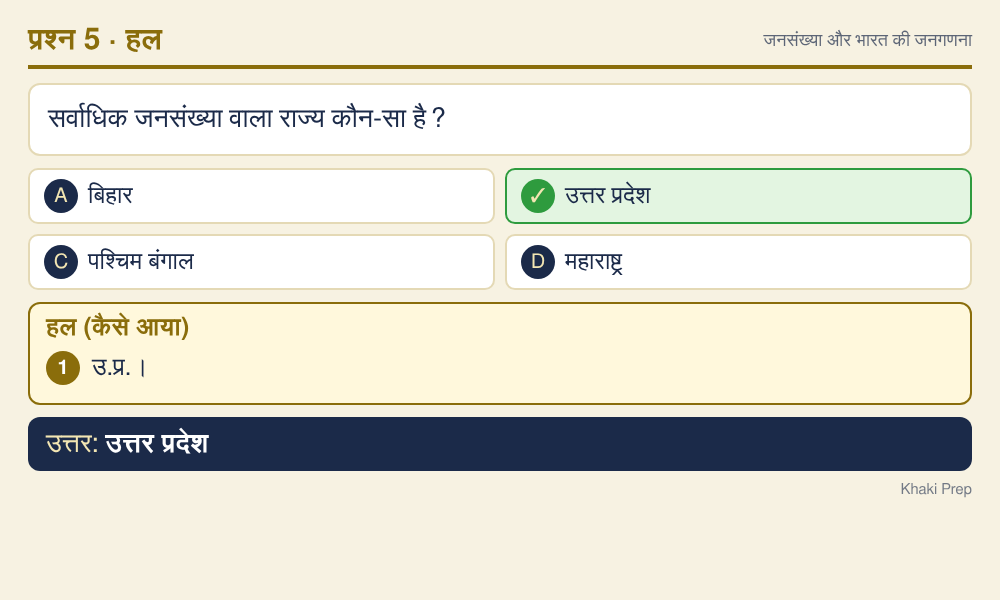 प्रश्न 5 · हल
जनसंख्या और भारत की जनगणना
सर्वाधिक जनसंख्या वाला राज्य कौन-सा है ?
A बिहार
✓ उत्तर प्रदेश
C पश्चिम बंगाल
D महाराष्ट्र
हल (कैसे आया)
1 उ.प्र. ।
उत्तर: उत्तर प्रदेश
Khaki Prep